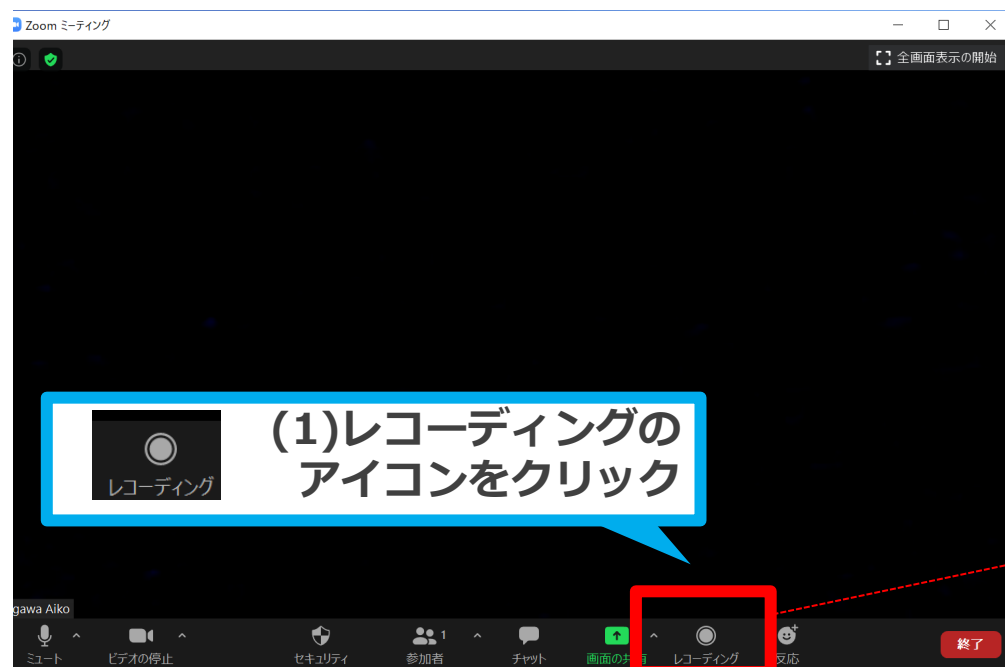 Zoom ミーティング
全画面表示の開始
(1)レコーディングの
アイコンをクリック
レコーディング
gawa Aiko
1
ミュート
ビデオの停止
セキュリティ
参加者
チャット
画面の共有
レコーディング
反応
終了